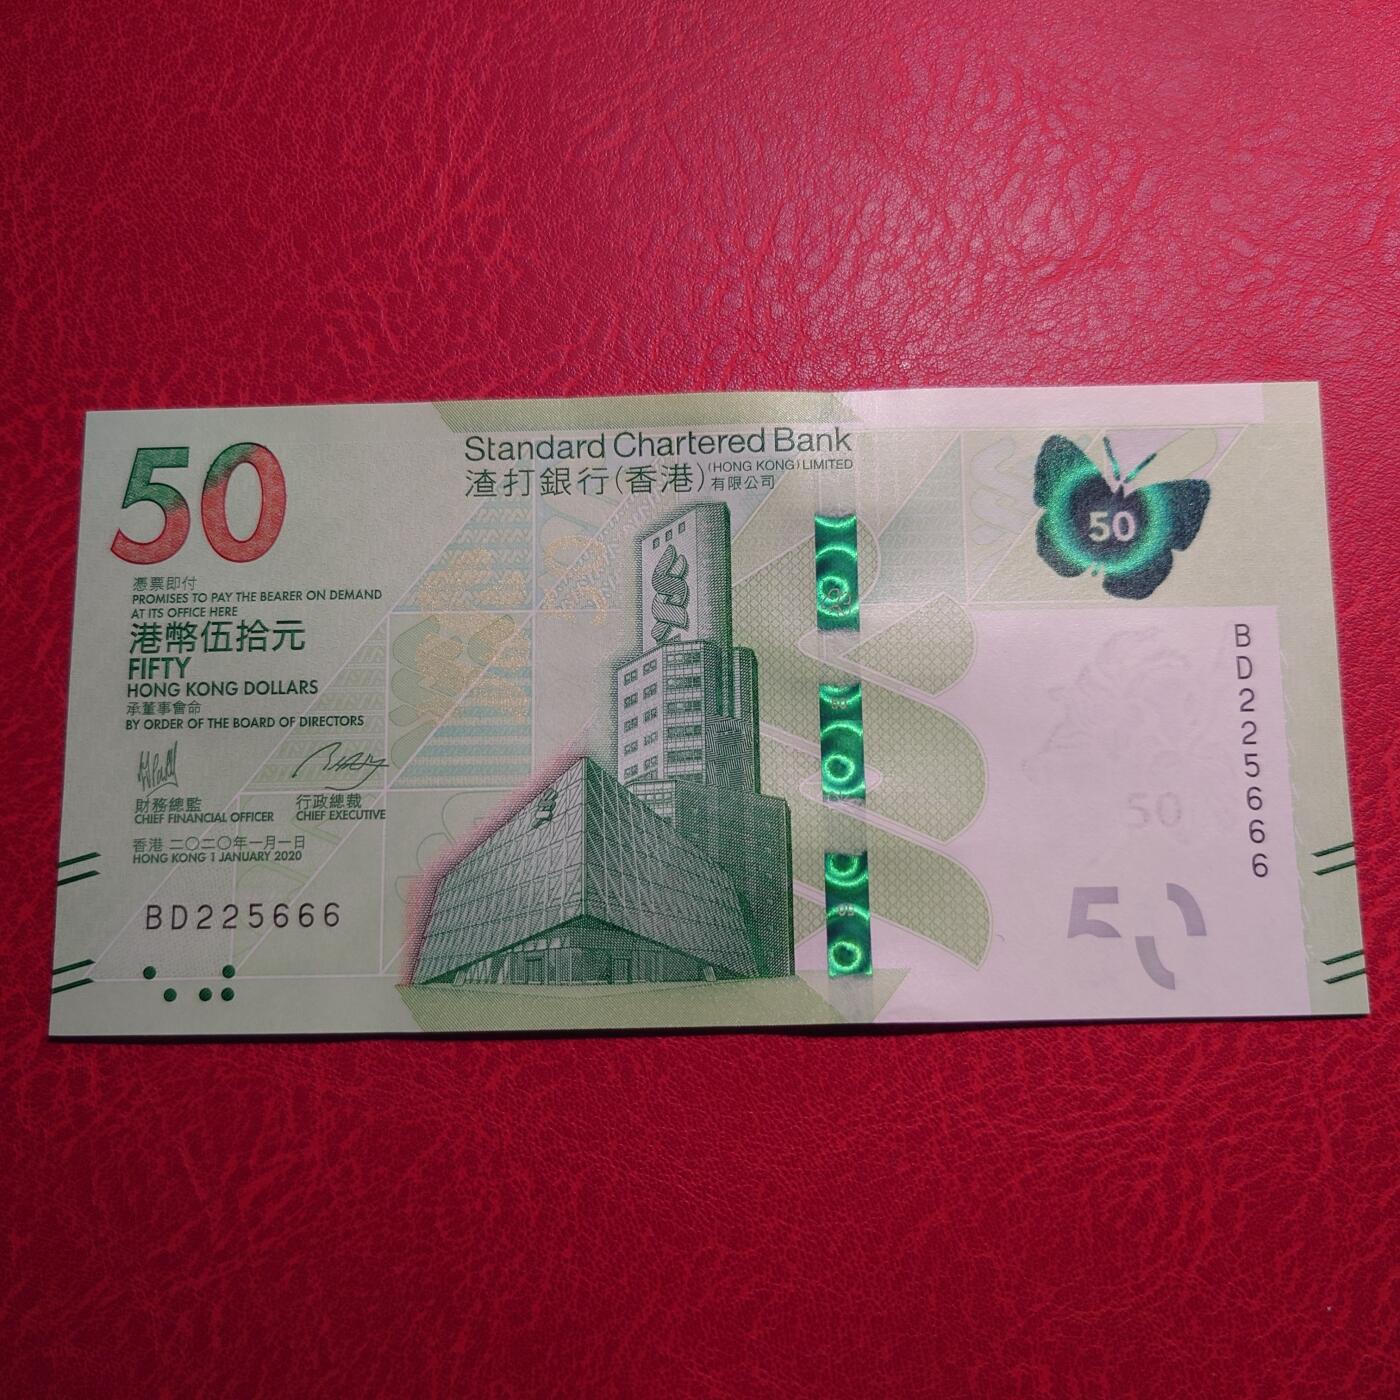 50
憑票即付
PROMISES TO PAY THE BEARER ON DEMAND
AT ITS OFFICE HERE
港幣伍拾元
FIFTY
HONG KONG DOLLARS
承董事會命
BY ORDER OF THE BOARD OF DIRECTORS
財務總監
CHIEF FINANCIAL OFFICER
行政總裁
CHIEF EXECUTIVE
香港 二〇二〇年一月一日
HONG KONG 1 JANUARY 2020
BD225666
Standard Chartered Bank
(HONG KONG) LIMITED
渣打銀行(香港)有限公司
50
BD225666
50
50